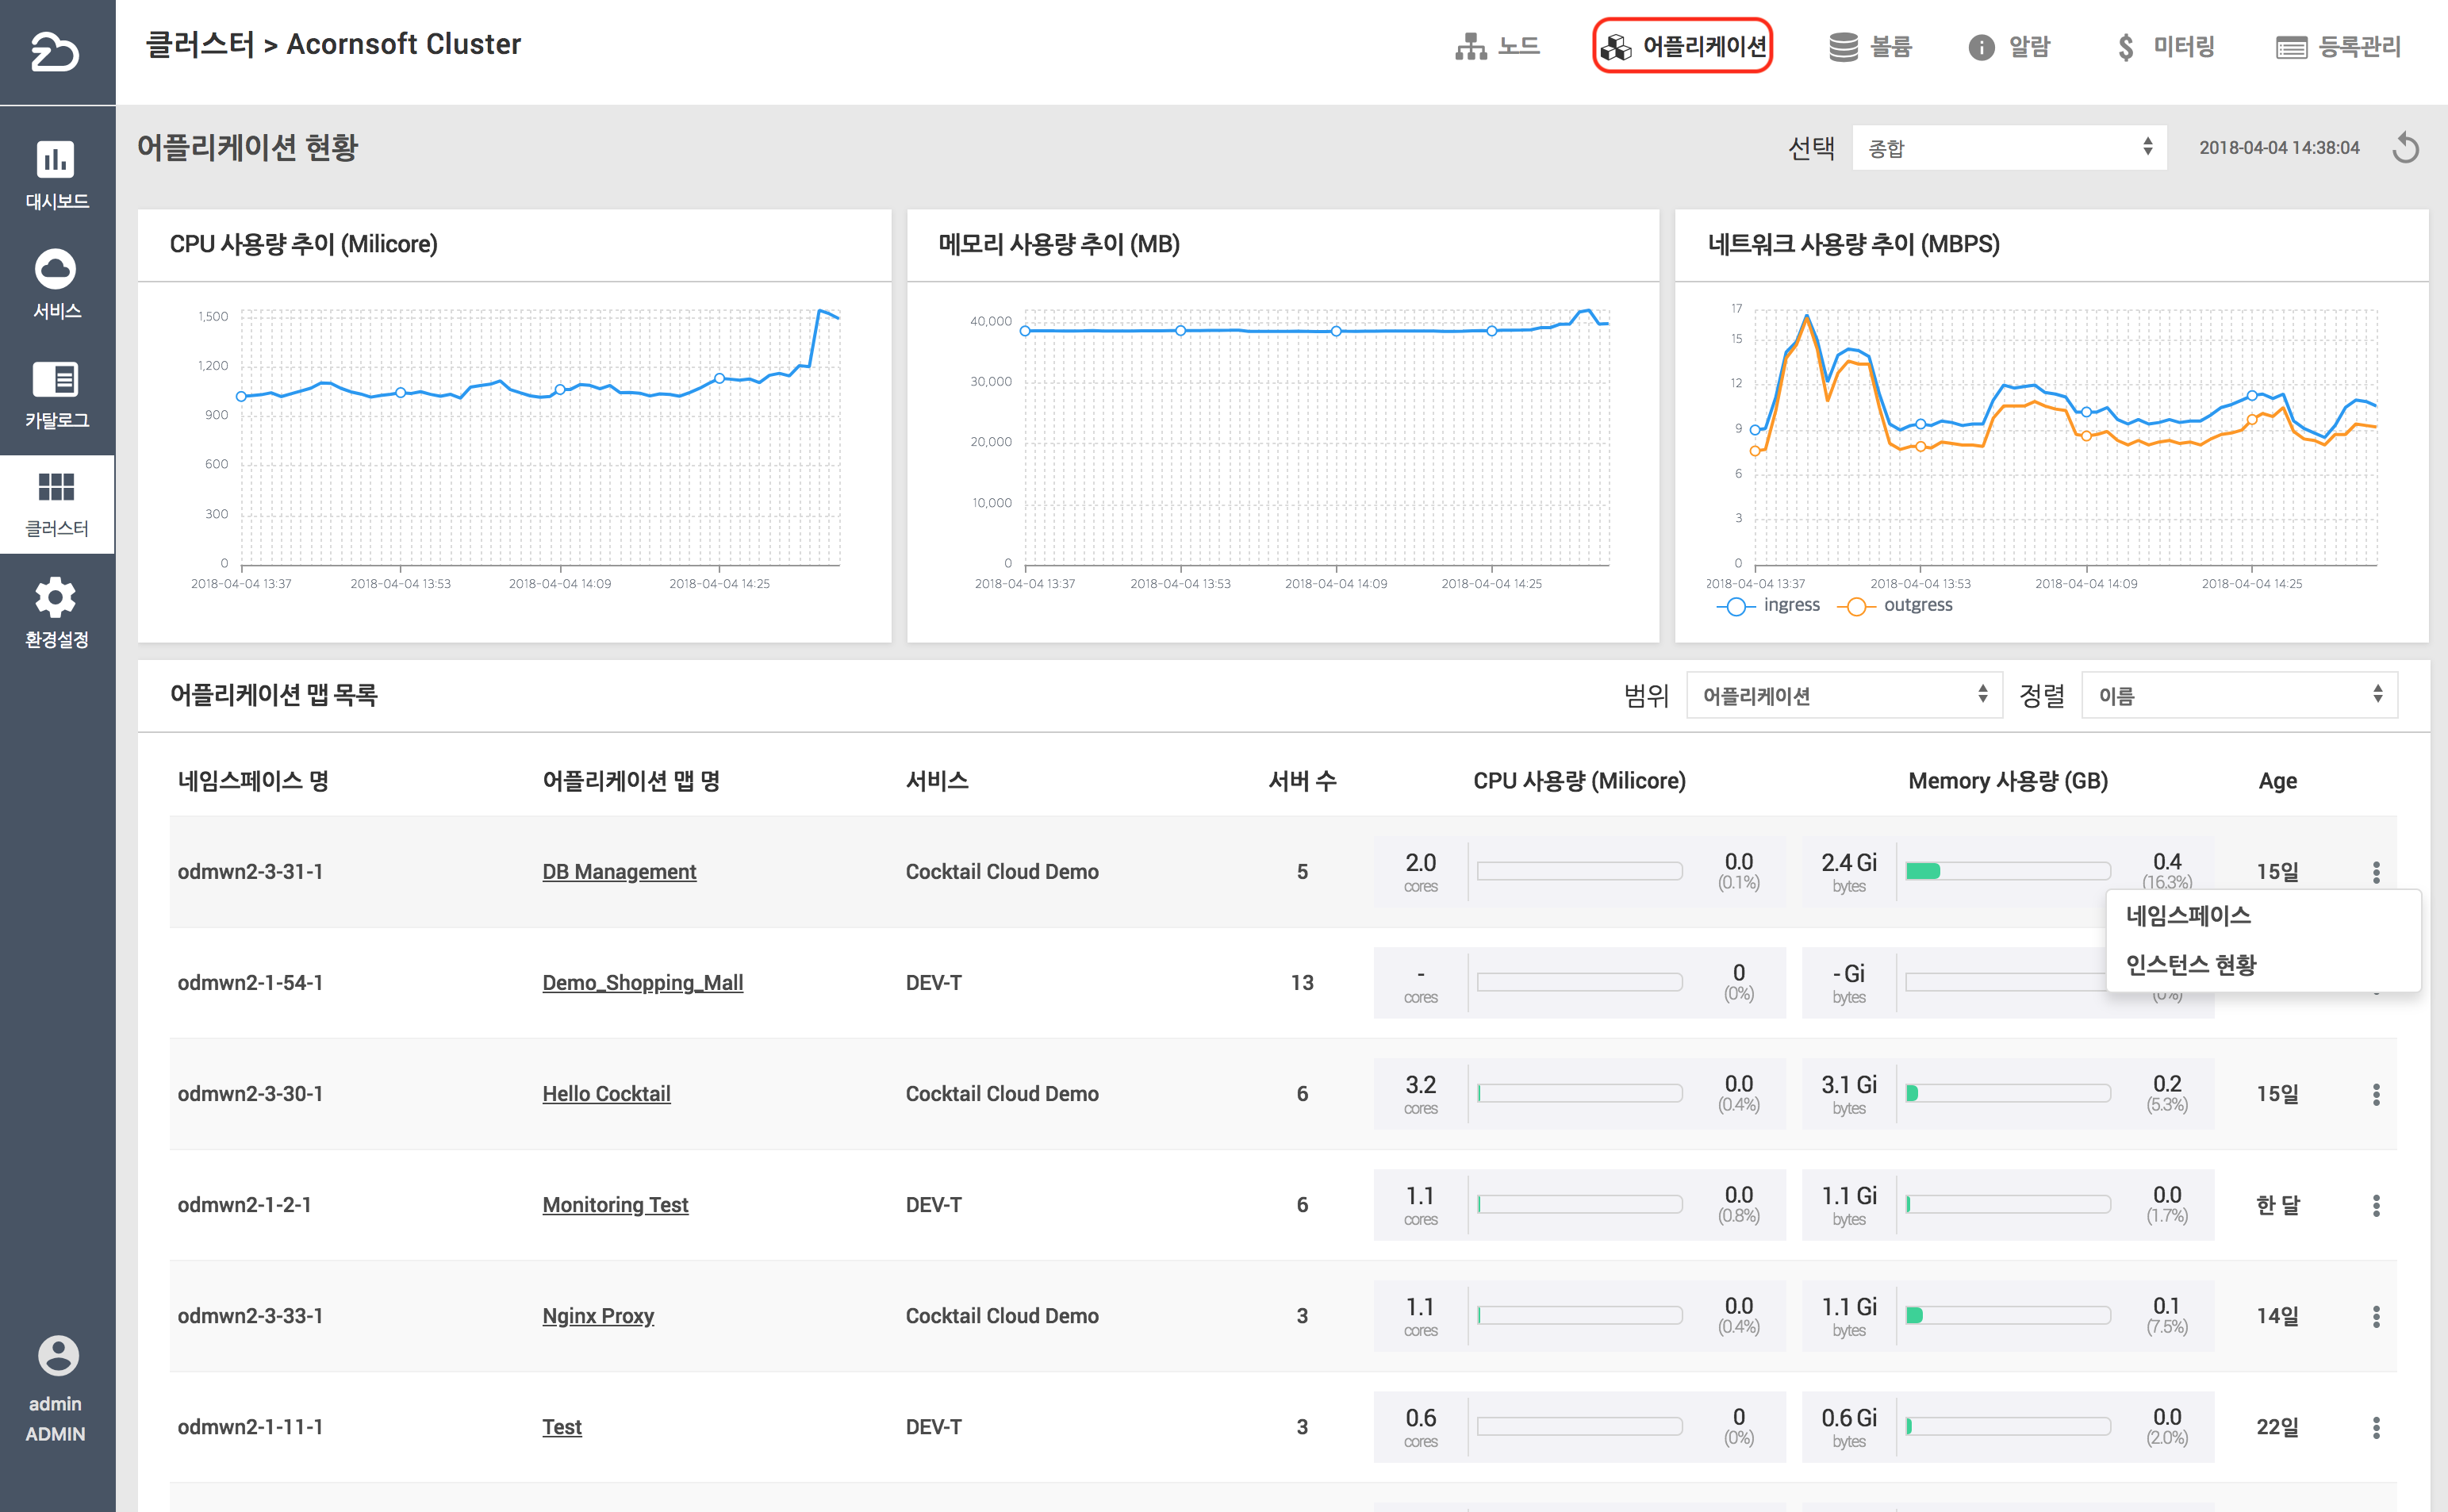 클러스터 > Acornsoft Cluster
노드
어플리케이션
볼륨
알람
미터링
등록관리
대시보드
서비스
카탈로그
클러스터
환경설정
admin
ADMIN
어플리케이션 현황
선택
종합
2018-04-04 14:38:04
CPU 사용량 추이 (Milicore)
1,500
1,200
900
600
300
0
2018-04-04 13:37
2018-04-04 13:53
2018-04-04 14:09
2018-04-04 14:25
메모리 사용량 추이 (MB)
40,000
30,000
20,000
10,000
0
2018-04-04 13:37
2018-04-04 13:53
2018-04-04 14:09
2018-04-04 14:25
네트워크 사용량 추이 (MBPS)
17
15
12
9
6
3
0
2018-04-04 13:37
2018-04-04 13:53
2018-04-04 14:09
2018-04-04 14:25
ingress
outgress
어플리케이션 맵 목록
범위
어플리케이션
정렬
이름
네임스페이스 명 어플리케이션 맵 명 서비스 서버 수 CPU 사용량 (Milicore) Memory 사용량 (GB) Age
odmwn2-3-31-1 DB Management Cocktail Cloud Demo 5 2.0 0.0 2.4 Gi 0.4 15일
cores (0.1%) bytes (16.3%)
네임스페이스
인스턴스 현황
odmwn2-1-54-1 Demo_Shopping_Mall DEV-T 13 - 0 - Gi
cores (0%) bytes (0%)
odmwn2-3-30-1 Hello Cocktail Cocktail Cloud Demo 6 3.2 0.0 3.1 Gi 0.2 15일
cores (0.4%) bytes (5.3%)
odmwn2-1-2-1 Monitoring Test DEV-T 6 1.1 0.0 1.1 Gi 0.0 한 달
cores (0.8%) bytes (1.7%)
odmwn2-3-33-1 Nginx Proxy Cocktail Cloud Demo 3 1.1 0.0 1.1 Gi 0.1 14일
cores (0.4%) bytes (7.5%)
odmwn2-1-11-1 Test DEV-T 3 0.6 0 0.6 Gi 0.0 22일
cores (0%) bytes (2.0%)